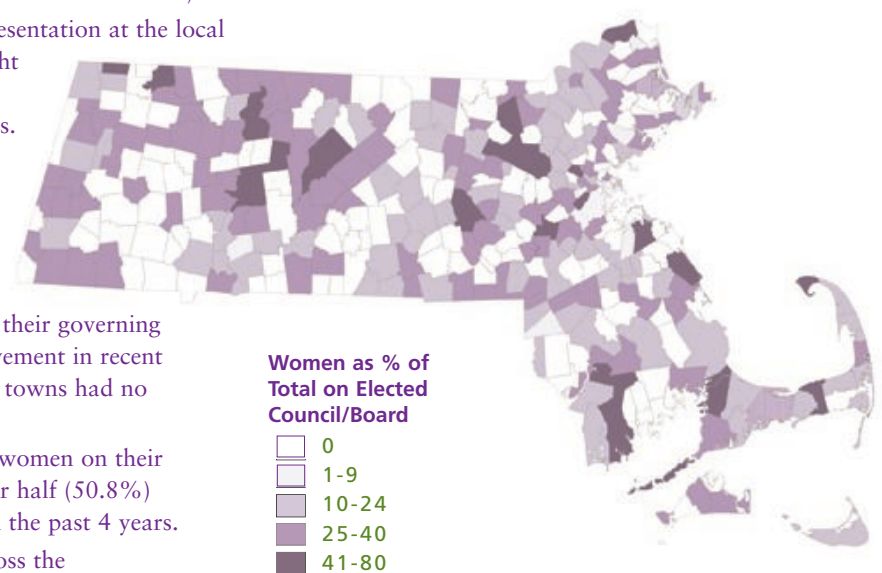 esentation at the local
ht
s.
their governing
vement in recent
towns had no
women on their
r half (50.8%)
the past 4 years.
oss the
Women as % of
Total on Elected
Council/Board
0
1-9
10-24
25-40
41-80